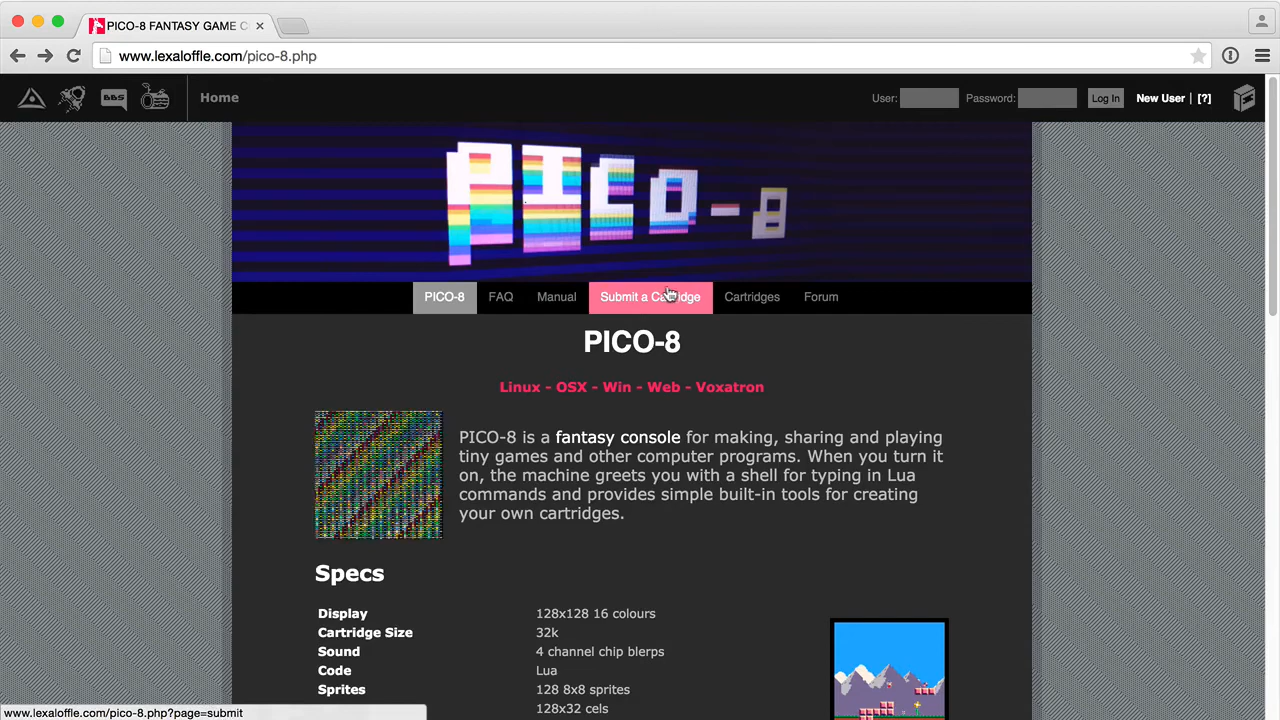 PICO-8 FANTASY GAME C
www.lexaloffle.com/pico-8.php
BBS
Home
User:
Password:
Log In
New User | [?]
PICO-8
PICO-8
FAQ
Manual
Submit a Cartridge
Cartridges
Forum
PICO-8
Linux - OSX - Win - Web - Voxatron
PICO-8 is a fantasy console for making, sharing and playing
tiny games and other computer programs. When you turn it
on, the machine greets you with a shell for typing in Lua
commands and provides simple built-in tools for creating
your own cartridges.
Specs
Display 128x128 16 colours
Cartridge Size 32k
Sound 4 channel chip blerps
Code Lua
Sprites 128 8x8 sprites
128x32 cels
www.lexaloffle.com/pico-8.php?page=submit